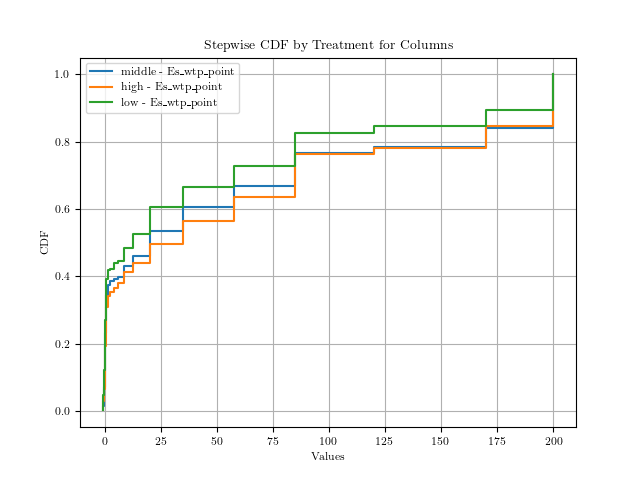 Stepwise CDF by Treatment for Columns
middle - Es_wtp_point
high - Es_wtp_point
low - Es_wtp_point
1.0
0.8
0.6
0.4
0.2
0.0
CDF
0 25 50 75 100 125 150 175 200
Values